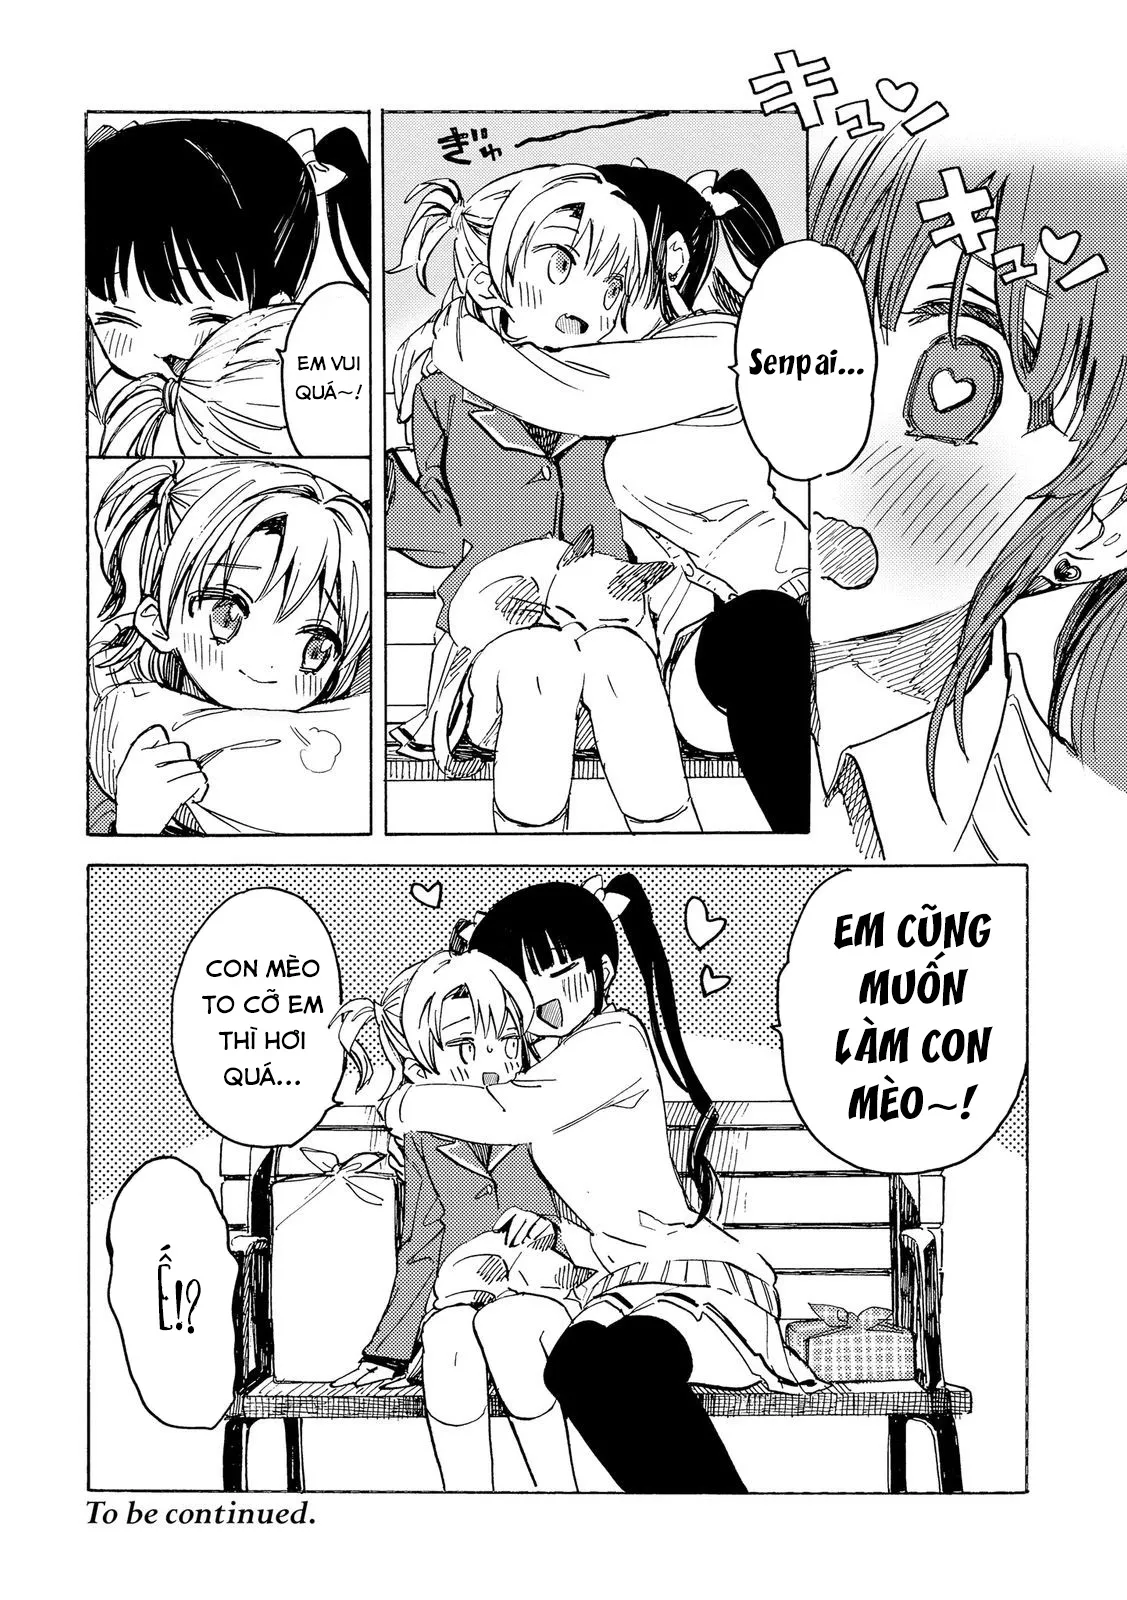 キュン
キュン
Senpai...
ぎゅ
EM VUI
QUÁ~!
EM CŨNG
MUỐN
LÀM CON
MÈO~!
CON MÈO
TO CỠ EM
THÌ HƠI
QUÁ...
Ế!?
To be continued.